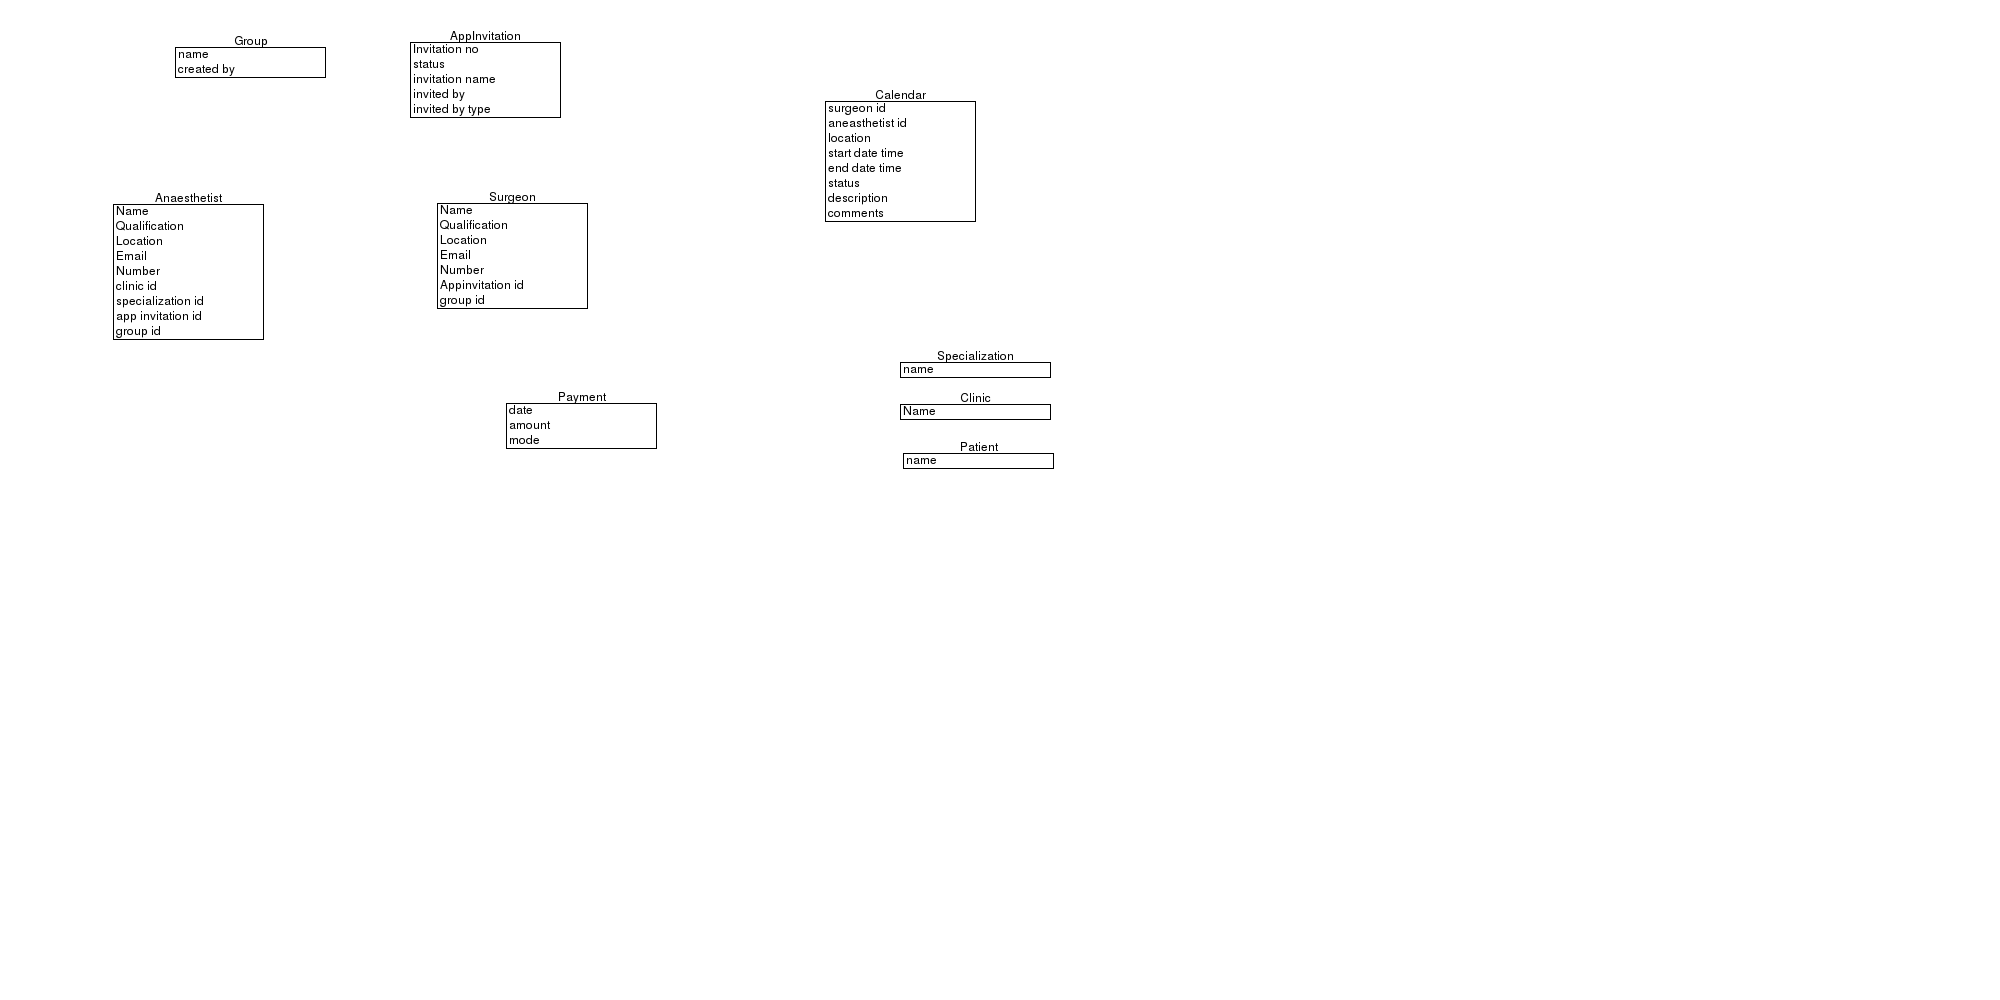 Group
name
created by
AppInvitation
Invitation no
status
invitation name
invited by
invited by type
Calendar
surgeon id
aneasthetist id
location
start date time
end date time
status
description
comments
Anaesthetist
Name
Qualification
Location
Email
Number
clinic id
specialization id
app invitation id
group id
Surgeon
Name
Qualification
Location
Email
Number
Appinvitation id
group id
Specialization
name
Payment
date
amount
mode
Clinic
Name
Patient
name